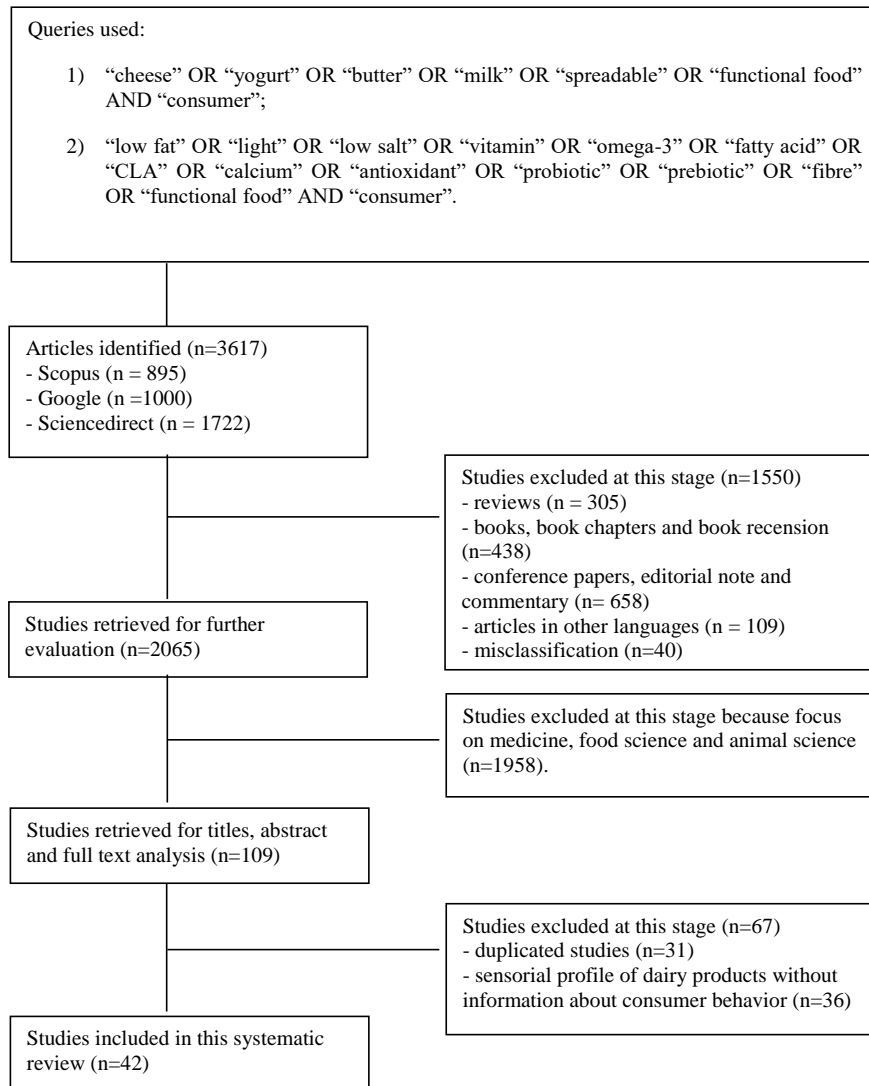 Queries used:
1) “cheese” OR “yogurt” OR “butter” OR “milk” OR “spreadable” OR “functional food”
AND “consumer”;
2) “low fat” OR “light” OR “low salt” OR “vitamin” OR “omega-3” OR “fatty acid” OR
“CLA” OR “calcium” OR “antioxidant” OR “probiotic” OR “prebiotic” OR “fibre”
OR “functional food” AND “consumer”.
Articles identified (n=3617)
- Scopus (n = 895)
- Google (n =1000)
- Sciencedirect (n = 1722)
Studies excluded at this stage (n=1550)
- reviews (n = 305)
- books, book chapters and book recension
(n=438)
- conference papers, editorial note and
commentary (n= 658)
- articles in other languages (n = 109)
- misclassification (n=40)
Studies retrieved for further
evaluation (n=2065)
Studies excluded at this stage because focus
on medicine, food science and animal science
(n=1958).
Studies retrieved for titles, abstract
and full text analysis (n=109)
Studies excluded at this stage (n=67)
- duplicated studies (n=31)
- sensorial profile of dairy products without
information about consumer behavior (n=36)
Studies included in this systematic
review (n=42)